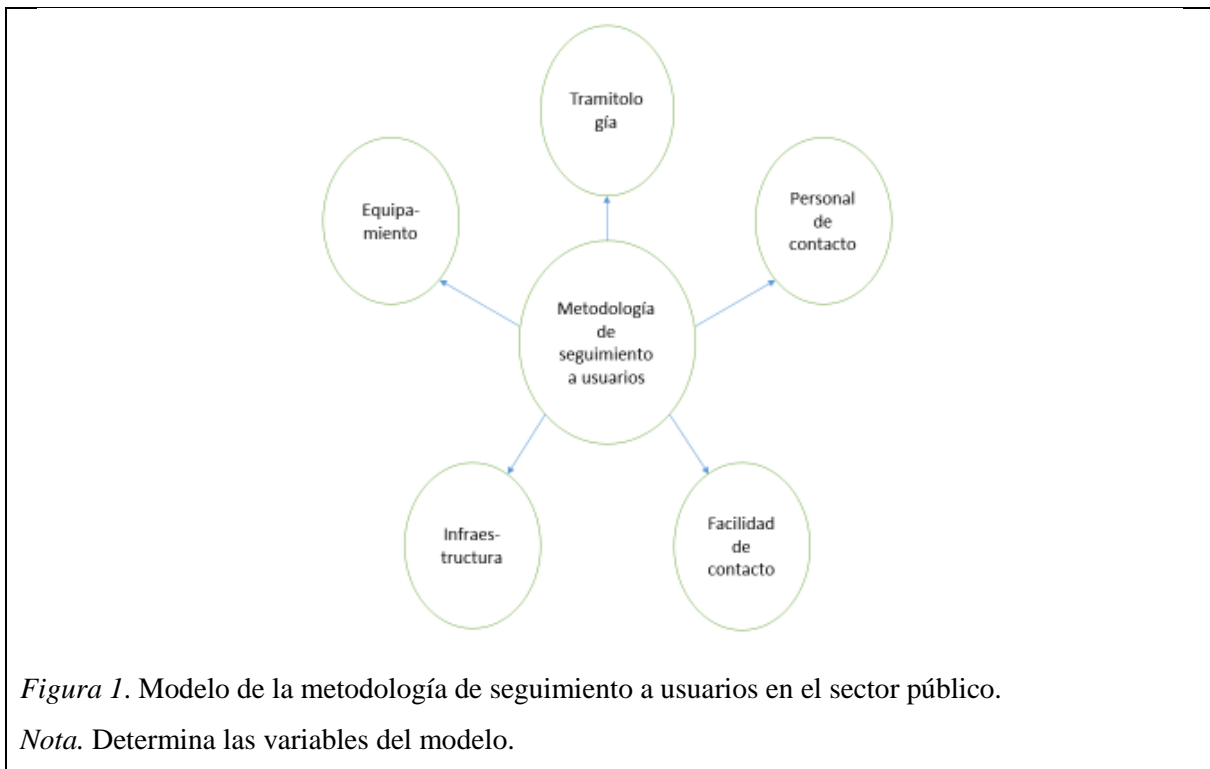 Tramitolo
gía
Equipa-
miento
Personal
de
contacto
Metodología
de
seguimiento
a usuarios
Infraes-
tructura
Facilidad
de
contacto
Figura 1. Modelo de la metodología de seguimiento a usuarios en el sector público.
Nota. Determina las variables del modelo.